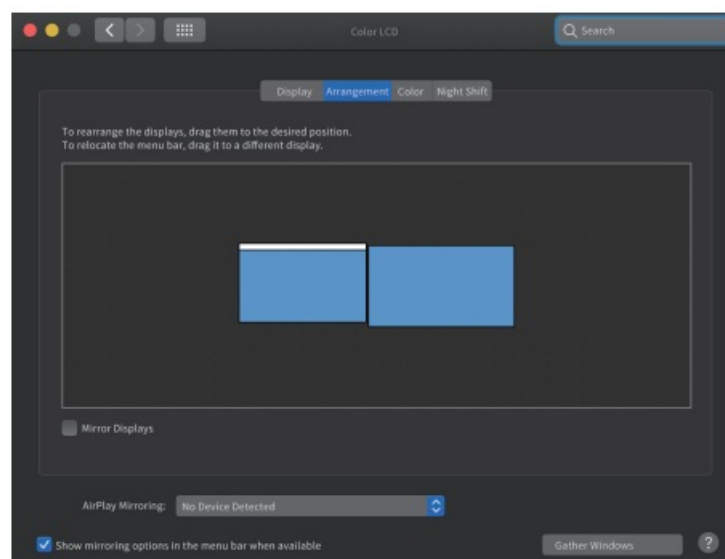 Color LCD
Search
Display Arrangement Color Night Shift
To rearrange the displays, drag them to the desired position.
To relocate the menu bar, drag it to a different display.
Mirror Displays
AirPlay Mirroring: No Device Detected
Show mirroring options in the menu bar when available
Gather Windows ?